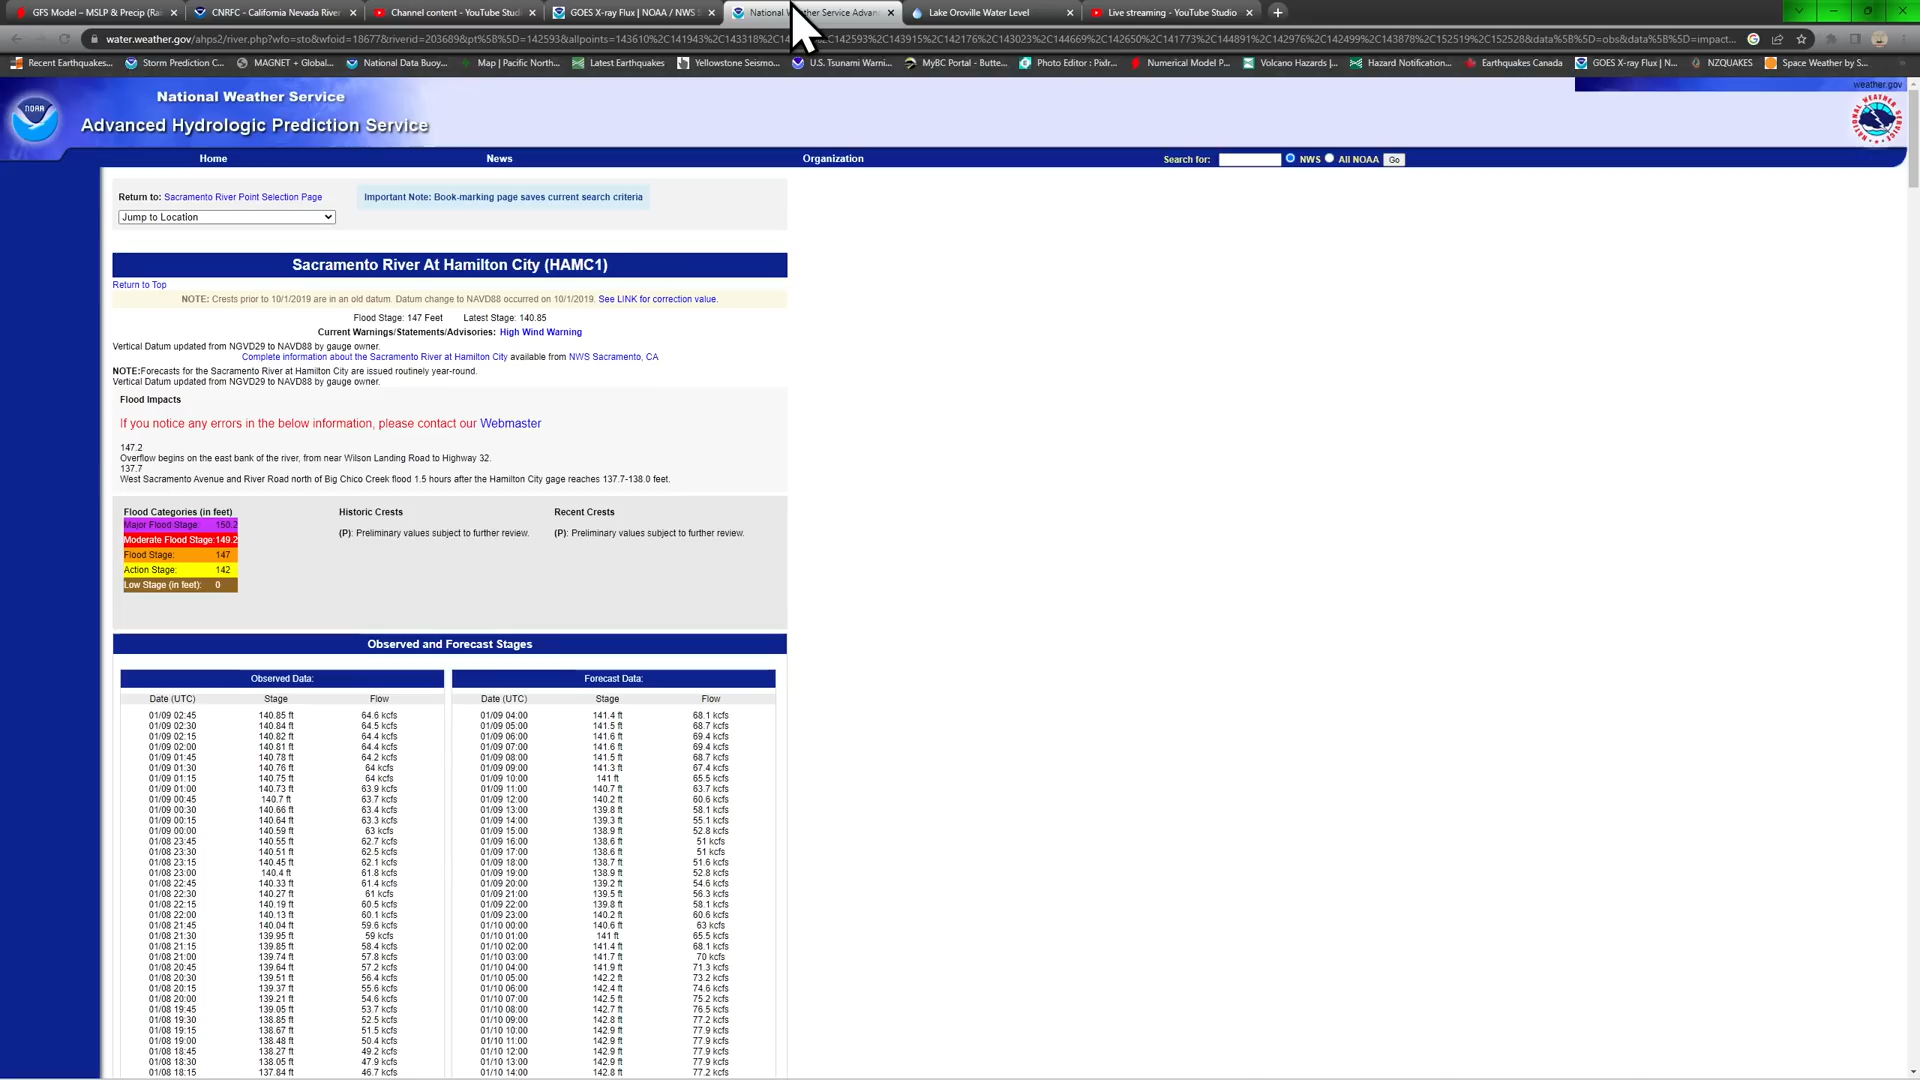 GFS Model – MSLP & Precip (Ra
CNRFC - California Nevada River
Channel content - YouTube Studi
GOES X-ray Flux | NOAA / NWS
National Weather Service Advan
Lake Oroville Water Level
Live streaming - YouTube Studio
water.weather.gov/ahps2/river.php?wfo=sto&wfoid=18677&riverid=203689&pt%5B%5D=142593&allpoints=143610%2C141943%2C143318%2C
Recent Earthquakes...
Storm Prediction C...
MAGNET + Global...
National Data Buoy...
Map | Pacific North...
Latest Earthquakes
Yellowstone Seismo...
U.S. Tsunami Warni...
MyBC Portal - Butte...
Photo Editor : Pixlr...
Numerical Model P...
Volcano Hazards |...
Hazard Notification...
Earthquakes Canada
GOES X-ray Flux | N...
NZQUAKES
Space Weather by S...
weather.gov
NOAA
National Weather Service
Advanced Hydrologic Prediction Service
Home News Organization Search for: NWS All NOAA Go
Return to: Sacramento River Point Selection Page
Important Note: Book-marking page saves current search criteria
Jump to Location
Sacramento River At Hamilton City (HAMC1)
Return to Top
NOTE: Crests prior to 10/1/2019 are in an old datum. Datum change to NAVD88 occurred on 10/1/2019. See LINK for correction value.
Flood Stage: 147 Feet Latest Stage: 140.85
Current Warnings/Statements/Advisories: High Wind Warning
Vertical Datum updated from NGVD29 to NAVD88 by gauge owner.
Complete information about the Sacramento River at Hamilton City available from NWS Sacramento, CA
NOTE:Forecasts for the Sacramento River at Hamilton City are issued routinely year-round.
Vertical Datum updated from NGVD29 to NAVD88 by gauge owner.
Flood Impacts
If you notice any errors in the below information, please contact our Webmaster
147.2
Overflow begins on the east bank of the river, from near Wilson Landing Road to Highway 32.
137.7
West Sacramento Avenue and River Road north of Big Chico Creek flood 1.5 hours after the Hamilton City gage reaches 137.7-138.0 feet.
Flood Categories (in feet)
Major Flood Stage: 150.2
Moderate Flood Stage:149.2
Flood Stage: 147
Action Stage: 142
Low Stage (in feet): 0
Historic Crests
(P): Preliminary values subject to further review.
Recent Crests
(P): Preliminary values subject to further review.
Observed and Forecast Stages
Observed Data: Forecast Data:
Date (UTC) Stage Flow Date (UTC) Stage Flow
01/09 02:45 140.85 ft 64.6 kcfs 01/09 04:00 141.4 ft 68.1 kcfs
01/09 02:30 140.84 ft 64.5 kcfs 01/09 05:00 141.5 ft 68.7 kcfs
01/09 02:15 140.82 ft 64.4 kcfs 01/09 06:00 141.6 ft 69.4 kcfs
01/09 02:00 140.81 ft 64.4 kcfs 01/09 07:00 141.6 ft 69.4 kcfs
01/09 01:45 140.78 ft 64.2 kcfs 01/09 08:00 141.5 ft 68.7 kcfs
01/09 01:30 140.76 ft 64 kcfs 01/09 09:00 141.3 ft 67.4 kcfs
01/09 01:15 140.75 ft 64 kcfs 01/09 10:00 141 ft 65.5 kcfs
01/09 01:00 140.73 ft 63.9 kcfs 01/09 11:00 140.7 ft 63.7 kcfs
01/09 00:45 140.7 ft 63.7 kcfs 01/09 12:00 140.2 ft 60.6 kcfs
01/09 00:30 140.66 ft 63.4 kcfs 01/09 13:00 139.8 ft 58.1 kcfs
01/09 00:15 140.64 ft 63.3 kcfs 01/09 14:00 139.3 ft 55.1 kcfs
01/09 00:00 140.59 ft 63 kcfs 01/09 15:00 138.9 ft 52.8 kcfs
01/08 23:45 140.55 ft 62.7 kcfs 01/09 16:00 138.6 ft 51 kcfs
01/08 23:30 140.51 ft 62.5 kcfs 01/09 17:00 138.6 ft 51 kcfs
01/08 23:15 140.45 ft 62.1 kcfs 01/09 18:00 138.7 ft 51.6 kcfs
01/08 23:00 140.4 ft 61.8 kcfs 01/09 19:00 138.9 ft 52.8 kcfs
01/08 22:45 140.33 ft 61.4 kcfs 01/09 20:00 139.2 ft 54.6 kcfs
01/08 22:30 140.27 ft 61 kcfs 01/09 21:00 139.5 ft 56.3 kcfs
01/08 22:15 140.19 ft 60.5 kcfs 01/09 22:00 139.8 ft 58.1 kcfs
01/08 22:00 140.13 ft 60.1 kcfs 01/09 23:00 140.2 ft 60.6 kcfs
01/08 21:45 140.04 ft 59.6 kcfs 01/10 00:00 140.6 ft 63 kcfs
01/08 21:30 139.95 ft 59 kcfs 01/10 01:00 141 ft 65.5 kcfs
01/08 21:15 139.85 ft 58.4 kcfs 01/10 02:00 141.4 ft 68.1 kcfs
01/08 21:00 139.74 ft 57.8 kcfs 01/10 03:00 141.7 ft 70 kcfs
01/08 20:45 139.64 ft 57.2 kcfs 01/10 04:00 141.9 ft 71.3 kcfs
01/08 20:30 139.51 ft 56.4 kcfs 01/10 05:00 142.2 ft 73.2 kcfs
01/08 20:15 139.37 ft 55.6 kcfs 01/10 06:00 142.4 ft 74.6 kcfs
01/08 20:00 139.21 ft 54.6 kcfs 01/10 07:00 142.5 ft 75.2 kcfs
01/08 19:45 139.05 ft 53.7 kcfs 01/10 08:00 142.7 ft 76.5 kcfs
01/08 19:30 138.85 ft 52.5 kcfs 01/10 09:00 142.8 ft 77.2 kcfs
01/08 19:15 138.67 ft 51.5 kcfs 01/10 10:00 142.9 ft 77.9 kcfs
01/08 19:00 138.48 ft 50.4 kcfs 01/10 11:00 142.9 ft 77.9 kcfs
01/08 18:45 138.27 ft 49.2 kcfs 01/10 12:00 142.9 ft 77.9 kcfs
01/08 18:30 138.05 ft 47.9 kcfs 01/10 13:00 142.9 ft 77.9 kcfs
01/08 18:15 137.84 ft 46.7 kcfs 01/10 14:00 142.8 ft 77.2 kcfs